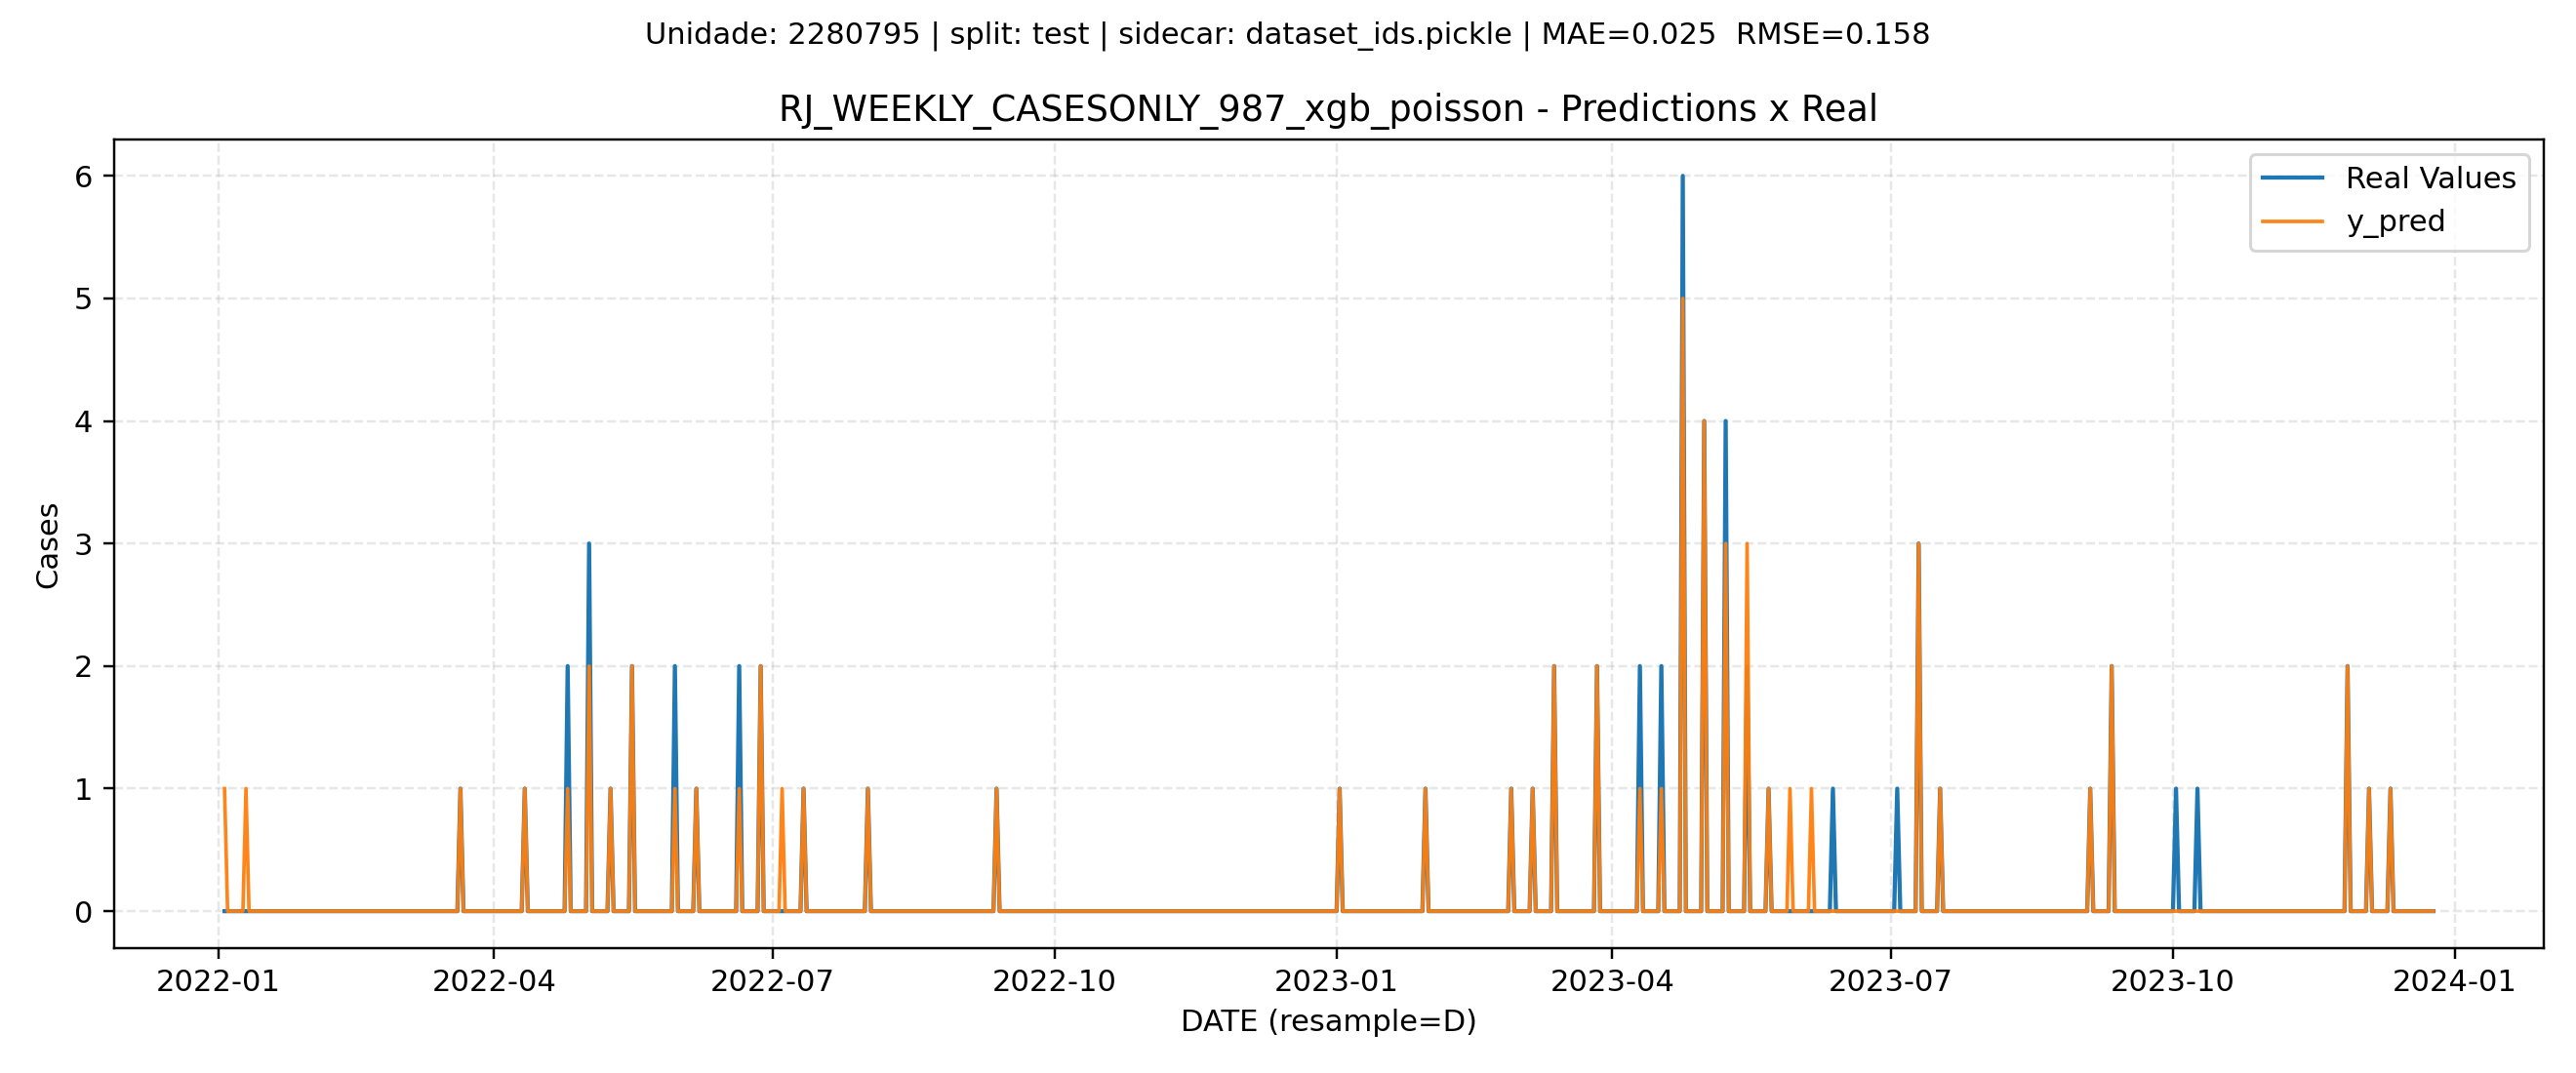 Unidade: 2280795 | split: test | sidecar: dataset_ids.pickle | MAE=0.025  RMSE=0.158
RJ_WEEKLY_CASESONLY_987_xgb_poisson - Predictions x Real
Real Values
y_pred
Cases
6
5
4
3
2
1
0
2022-01
2022-04
2022-07
2022-10
2023-01
2023-04
2023-07
2023-10
2024-01
DATE (resample=D)